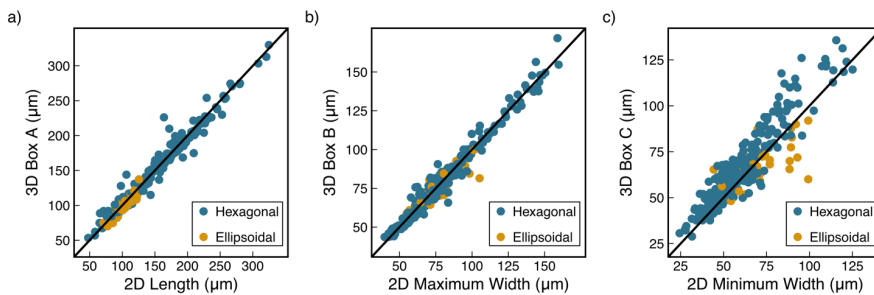 a)
3D Box A (µm)
300
250
200
150
100
50
50 100 150 200 250 300
2D Length (µm)
Hexagonal
Ellipsoidal
b)
3D Box B (µm)
150
125
100
75
50
50 75 100 125 150
2D Maximum Width (µm)
Hexagonal
Ellipsoidal
c)
3D Box C (µm)
125
100
75
50
25
25 50 75 100 125
2D Minimum Width (µm)
Hexagonal
Ellipsoidal